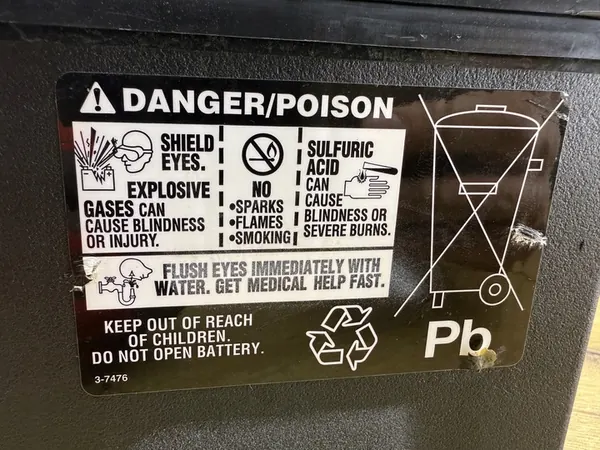 DANGER/POISON
SHIELD
EYES.
EXPLOSIVE
GASES CAN
CAUSE BLINDNESS
OR INJURY.
NO
•SPARKS
•FLAMES
•SMOKING
SULFURIC
ACID
CAN
CAUSE
BLINDNESS OR
SEVERE BURNS.
FLUSH EYES IMMEDIATELY WITH
WATER. GET MEDICAL HELP FAST.
KEEP OUT OF REACH
OF CHILDREN.
DO NOT OPEN BATTERY.
3-7476
Pb